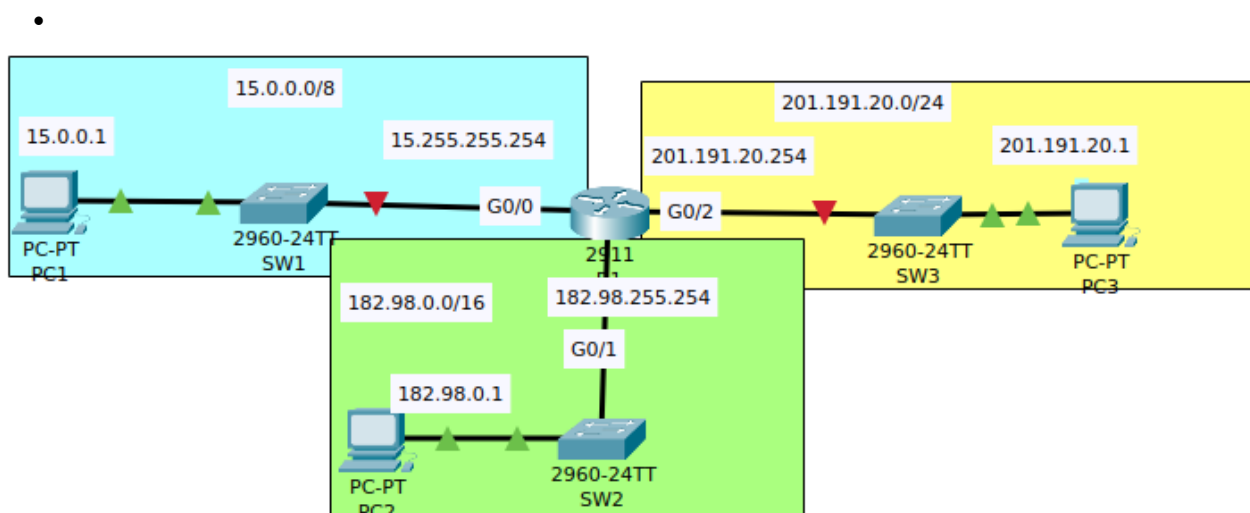 15.0.0.0/8
201.191.20.0/24
15.0.0.1
15.255.255.254
201.191.20.254
201.191.20.1
G0/0
G0/2
PC-PT
PC1
2960-24TT
SW1
2911
2960-24TT
SW3
PC-PT
PC3
182.98.0.0/16
182.98.255.254
G0/1
182.98.0.1
2960-24TT
SW2
PC-PT
PC2